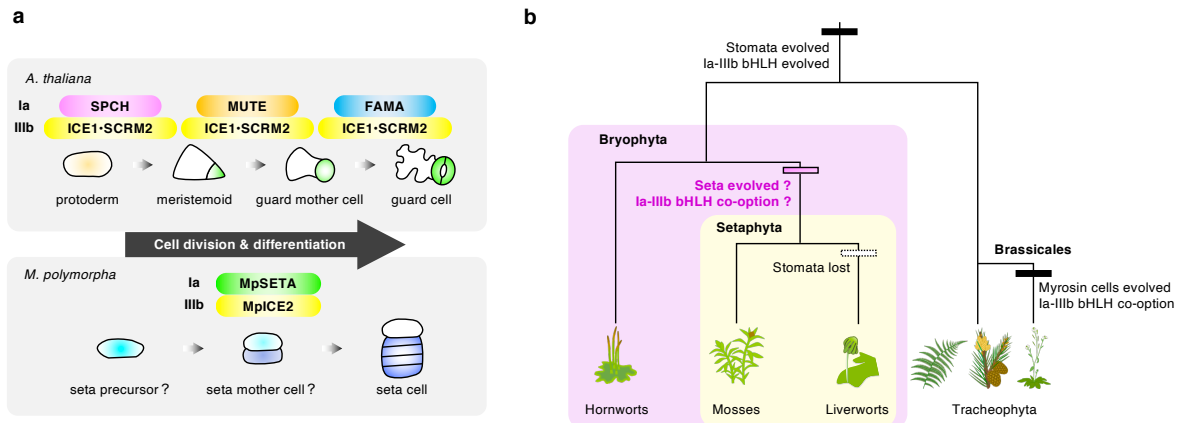 a
A. thaliana
Ia SPCH MUTE FAMA
IIIb ICE1•SCRM2 ICE1•SCRM2 ICE1•SCRM2
protoderm meristemoid guard mother cell guard cell
Cell division & differentiation
M. polymorpha
Ia MpSETA
IIIb MpICE2
seta precursor ? seta mother cell ? seta cell
b
Stomata evolved
Ia-IIIb bHLH evolved
Bryophyta
Seta evolved ?
Ia-IIIb bHLH co-option ?
Setaphyta
Stomata lost
Brassicales
Myrosin cells evolved
Ia-IIIb bHLH co-option
Hornworts Mosses Liverworts Tracheophyta